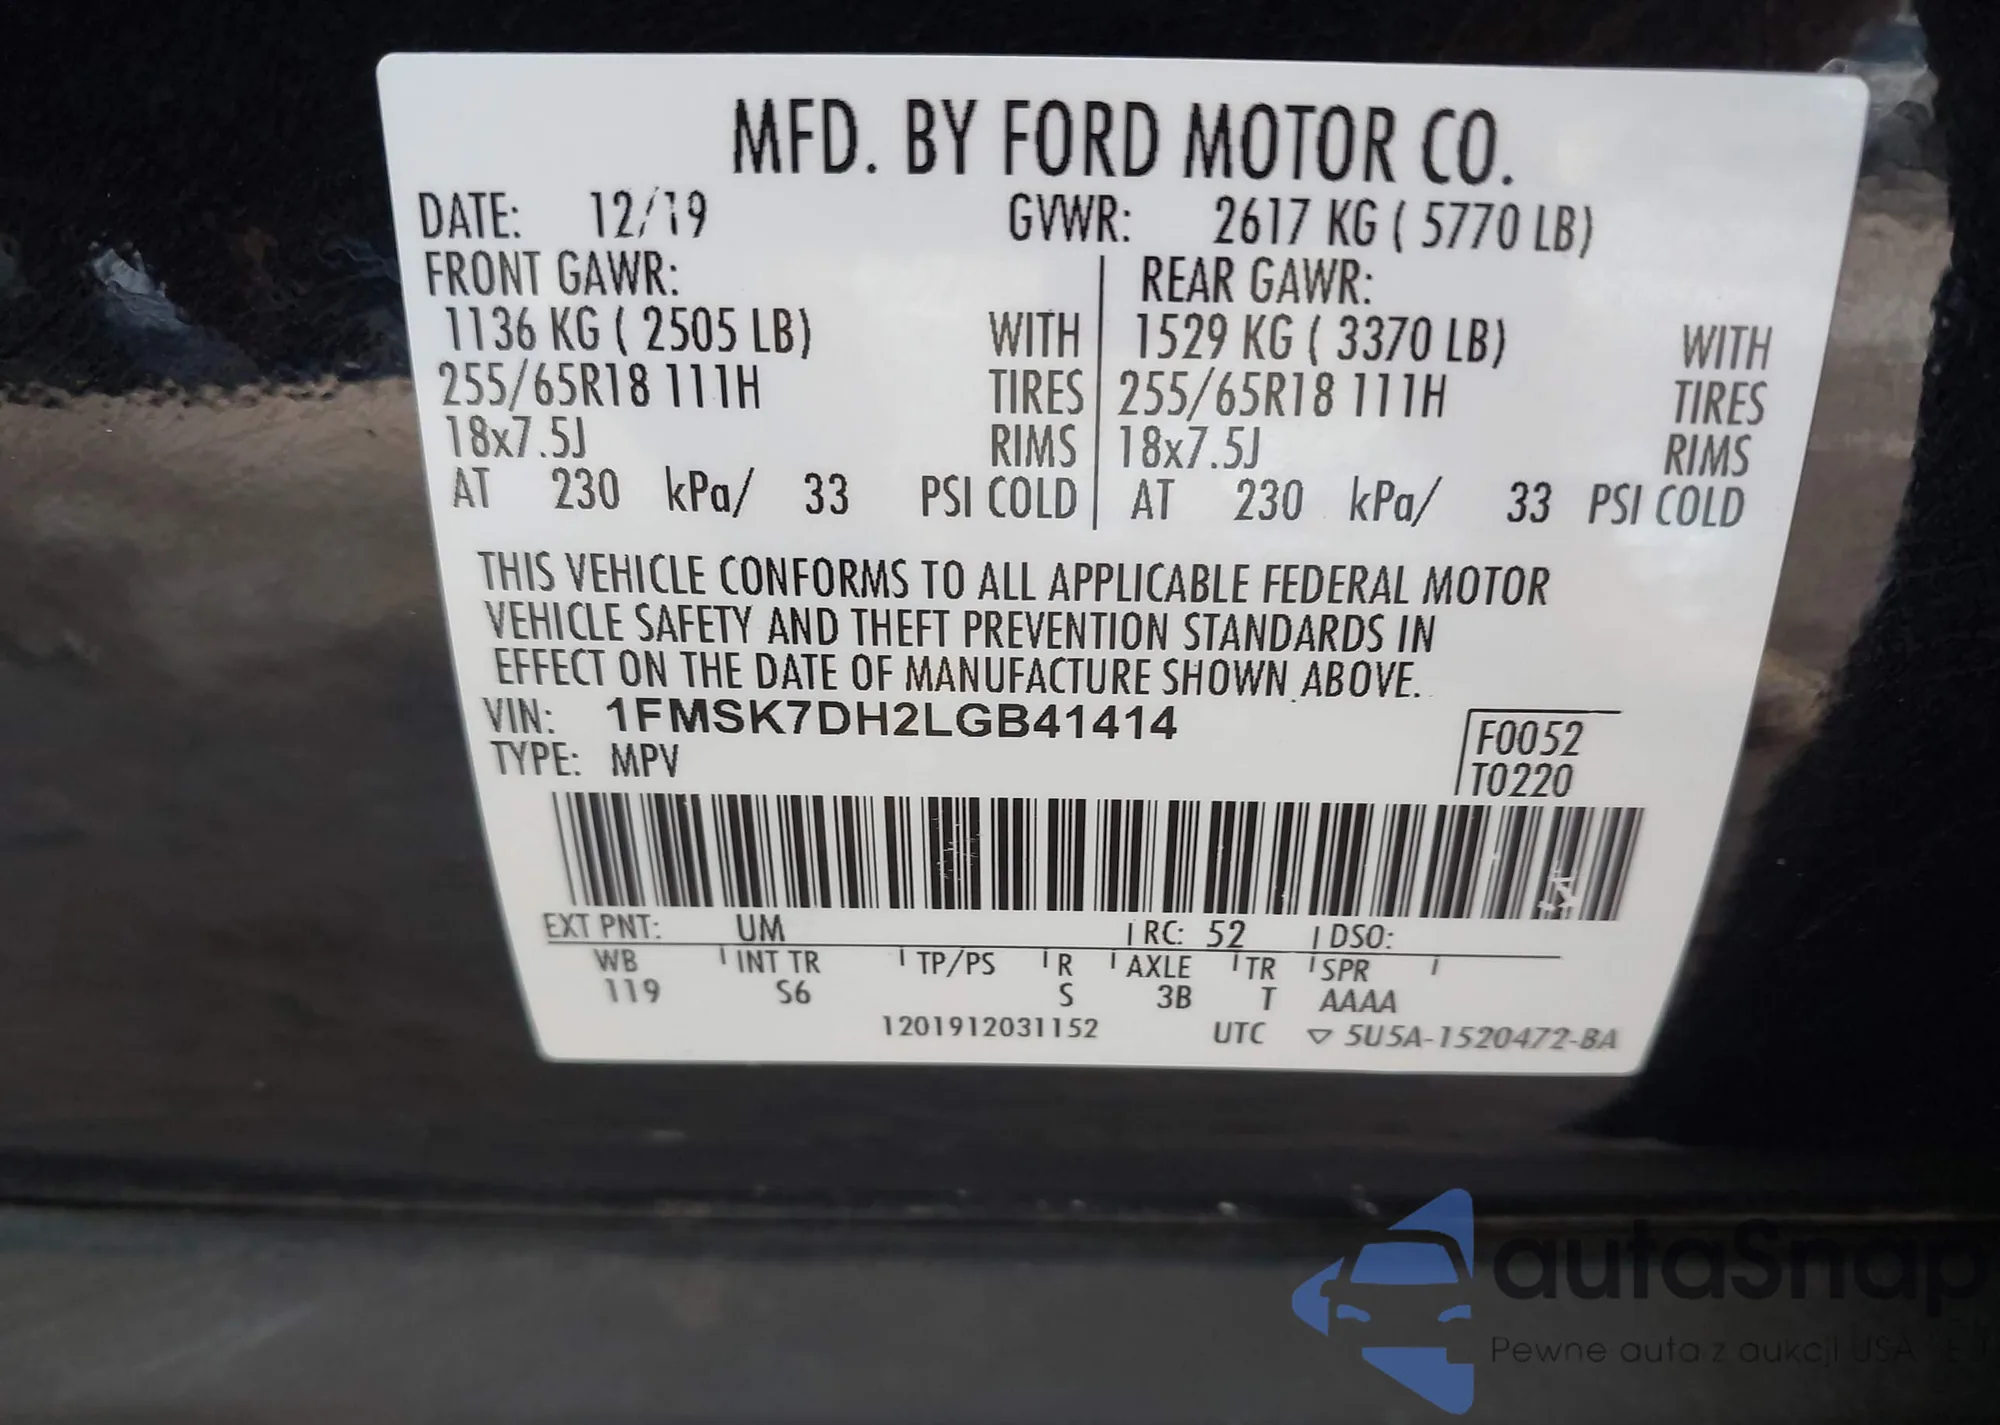 MFD. BY FORD MOTOR CO.
DATE: 12/19 GVWR: 2617 KG ( 5770 LB)
FRONT GAWR: REAR GAWR:
1136 KG ( 2505 LB) WITH 1529 KG ( 3370 LB) WITH
255/65R18 111H TIRES 255/65R18 111H TIRES
18x7.5J RIMS 18x7.5J RIMS
AT 230 kPa/ 33 PSI COLD AT 230 kPa/ 33 PSI COLD
THIS VEHICLE CONFORMS TO ALL APPLICABLE FEDERAL MOTOR
VEHICLE SAFETY AND THEFT PREVENTION STANDARDS IN
EFFECT ON THE DATE OF MANUFACTURE SHOWN ABOVE.
VIN: 1FMSK7DH2LGB41414 F0052
TYPE: MPV T0220
EXT PNT: UM RC: 52 DSO:
WB INT TR TP/PS R AXLE TR SPR
119 S6 S 3B T AAAA
1201912031152 UTC ▽ 5U5A-1520472-BA
autaSnap
Pewne auta z aukcji USA EU